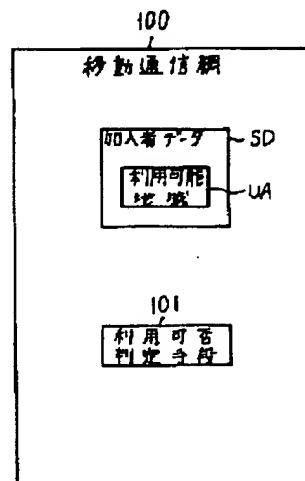 100
移動通信網
加入者データ
SD
利用可能
地域
UA
101
利用可否
判定手段